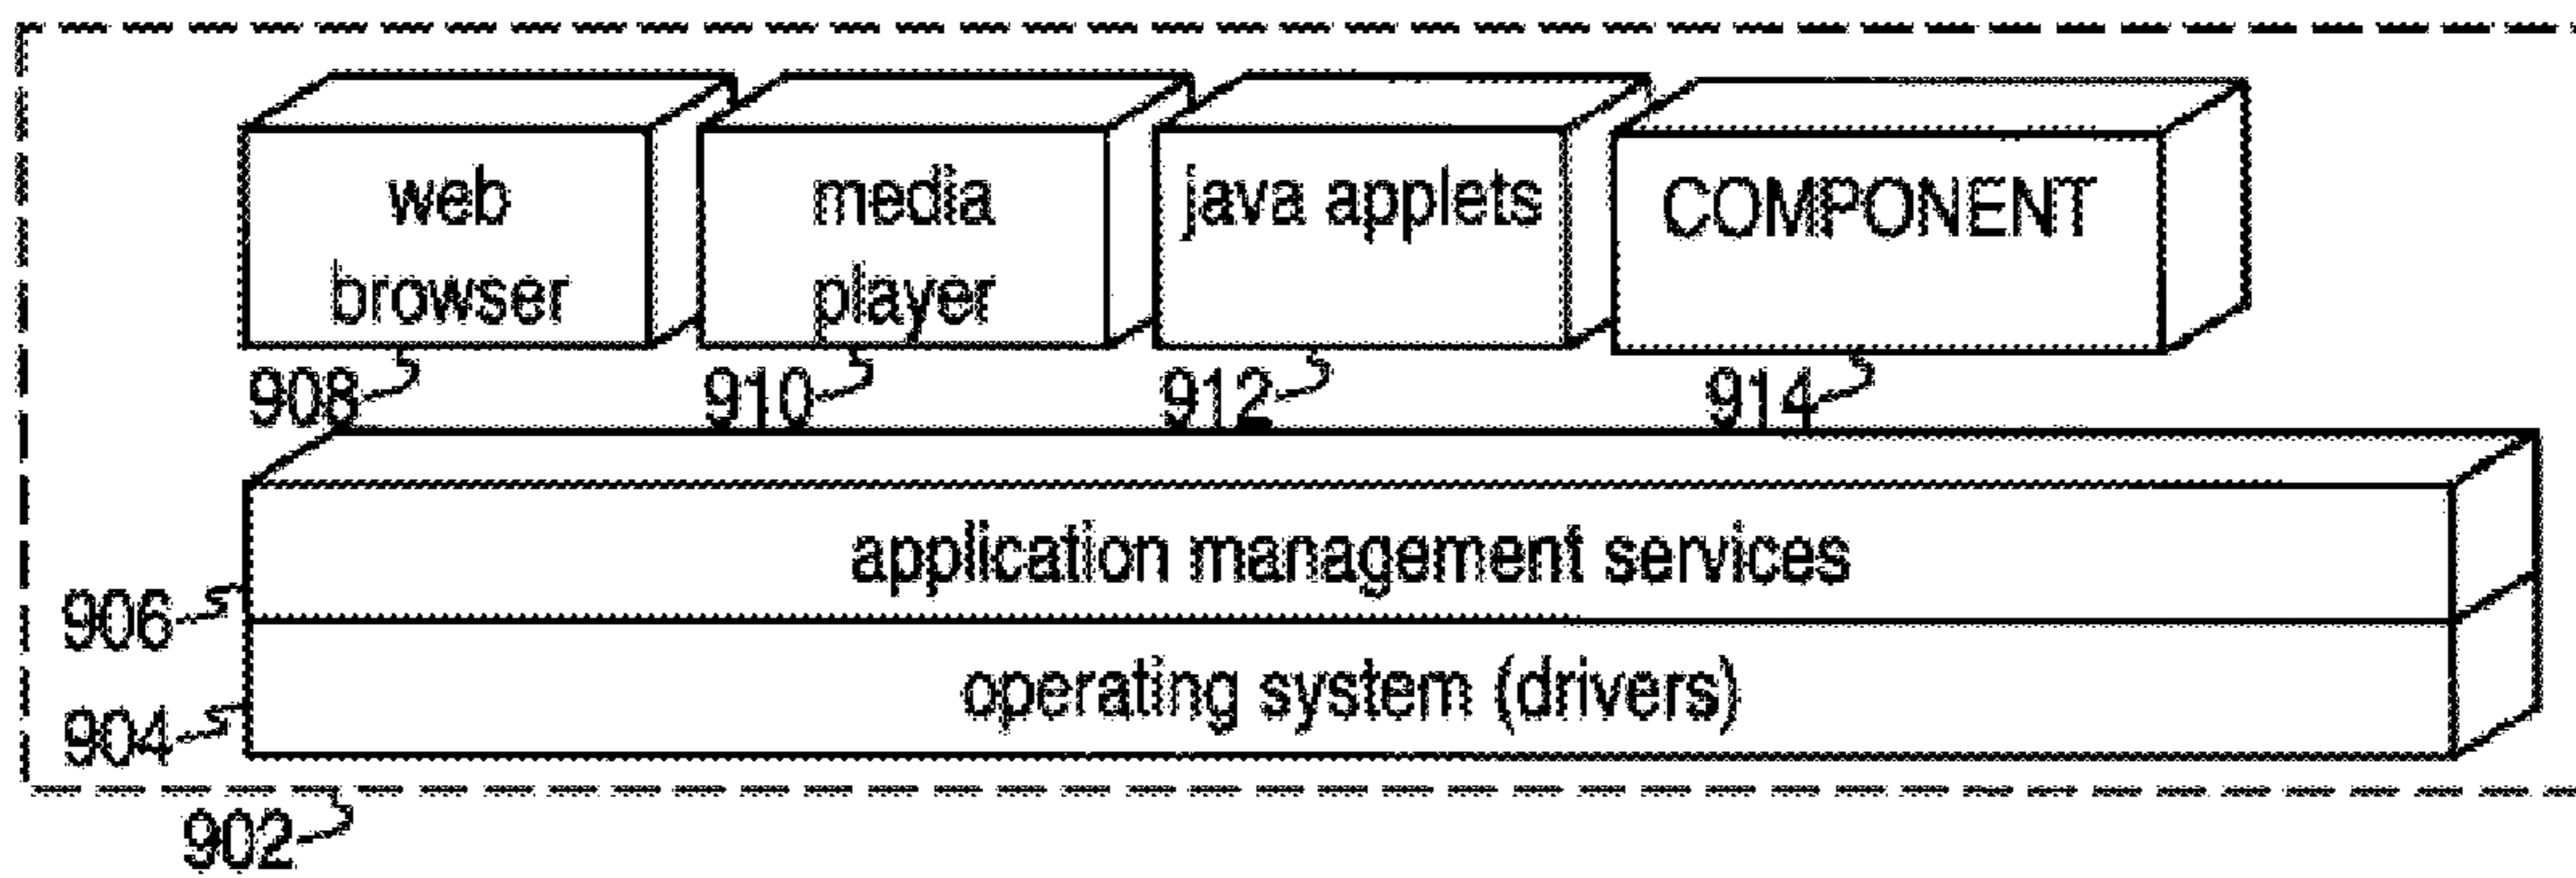 web
browser
media
player
java applets
COMPONENT
908
910
912
914
application management services
906
operating system (drivers)
904
902